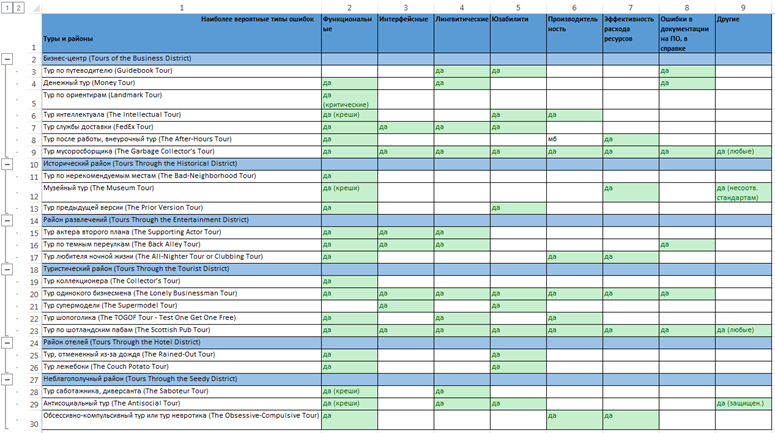 1 2 1 2 3 4 5 6 7 8 9
1 Наиболее вероятные типы ошибок Туры и районы Функциональные Интерфейсные Лингвитические Юзабилити Производительность Эффективность расхода ресурсов Ошибки в документации на ПО, в справке Другие
2 Бизнес-центр (Tours of the Business District)
3 Тур по путеводителю (Guidebook Tour) да да да
4 Денежный тур (Money Tour) да да да
5 Тур по ориентирам (Landmark Tour) да (критические)
6 Тур интеллектуала (The Intellectual Tour) да (креши) да да
7 Тур службы доставки (FedEx Tour) да да да да
8 Тур после работы, внеурочный тур (The After-Hours Tour) да мб да
9 Тур мусоросборщика (The Garbage Collector's Tour) да да да да да да да да (любые)
10 Исторический район (Tours Through the Historical District)
11 Тур по нерекомендуемым местам (The Bad-Neighborhood Tour) да
12 Музейный тур (The Museum Tour) да (креши) да да (несоотв. стандартам)
13 Тур предыдущей версии (The Prior Version Tour) да да
14 Район развлечений (Tours Through the Entertainment District)
15 Тур актера второго плана (The Supporting Actor Tour) да да да
16 Тур по темным переулкам (The Back Alley Tour) да да да да
17 Тур любителя ночной жизни (The All-Nighter Tour or Clubbing Tour) да да да
18 Туристический район (Tours Through the Tourist District)
19 Тур коллекционера (The Collector's Tour) да
20 Тур одинокого бизнесмена (The Lonely Businessman Tour) да да да да да да да
21 Тур супермодели (The Supermodel Tour) да да
22 Тур шопоголика (The TOGOF Tour - Test One Get One Free) да да да
23 Тур по шотландским пабам (The Scottish Pub Tour) да да да да да да да да (любые)
24 Район отелей (Tours Through the Hotel District)
25 Тур, отмененный из-за дождя (The Rained-Out Tour) да да
26 Тур лежебоки (The Couch Potato Tour) да да
27 Неблагополучный район (Tours Through the Seedy District)
28 Тур саботажника, диверсанта (The Saboteur Tour) да (креши) да
29 Антисоциальный тур (The Antisocial Tour) да (креши) да да да (защищен.)
30 Обсессивно-компульсивный тур или тур невротика (The Obsessive-Compulsive Tour) да да да